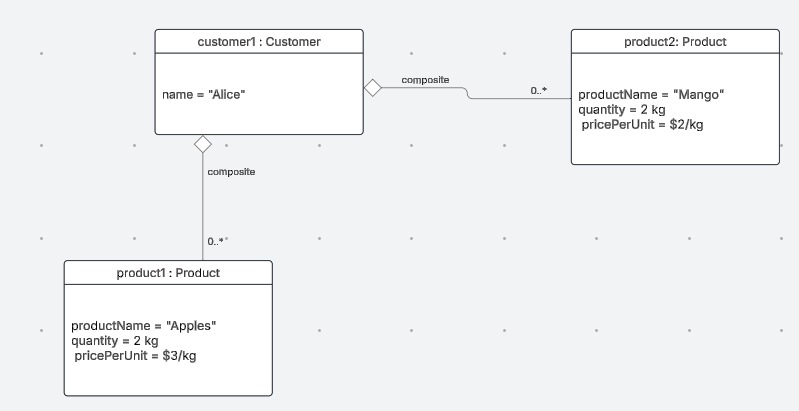 customer1 : Customer
name = "Alice"
composite
0..*
product2: Product
productName = "Mango"
quantity = 2 kg
pricePerUnit = $2/kg
composite
0..*
product1 : Product
productName = "Apples"
quantity = 2 kg
pricePerUnit = $3/kg